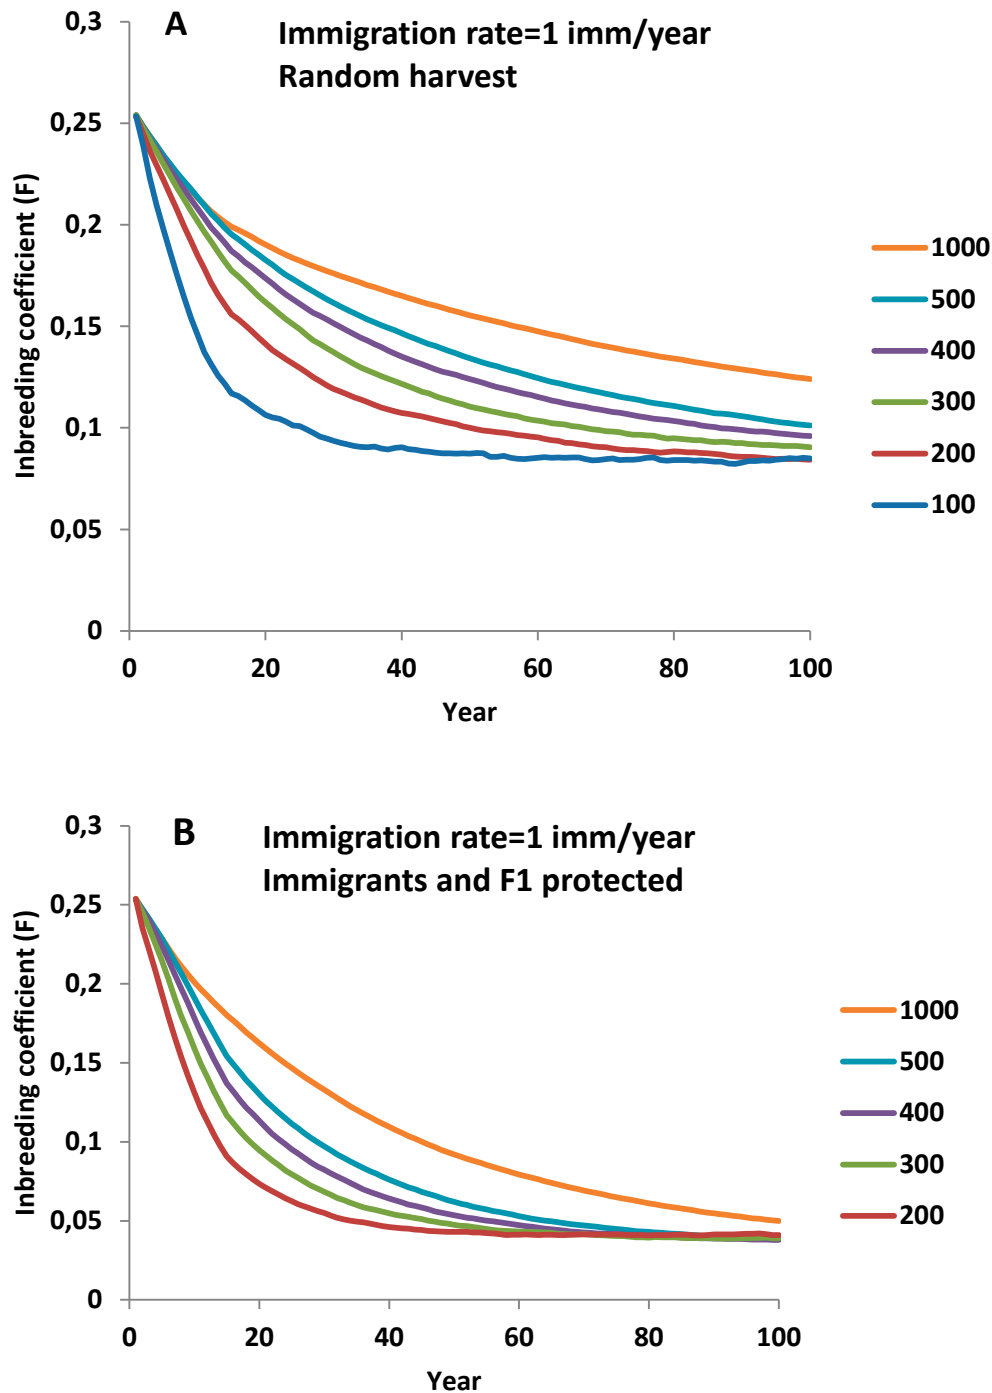 A
Immigration rate=1 imm/year
Random harvest
0,3
0,25
0,2
0,15
0,1
0,05
0
Inbreeding coefficient (F)
0 20 40 60 80 100
Year
1000
500
400
300
200
100
B
Immigration rate=1 imm/year
Immigrants and F1 protected
0,3
0,25
0,2
0,15
0,1
0,05
0
Inbreeding coefficient (F)
0 20 40 60 80 100
Year
1000
500
400
300
200